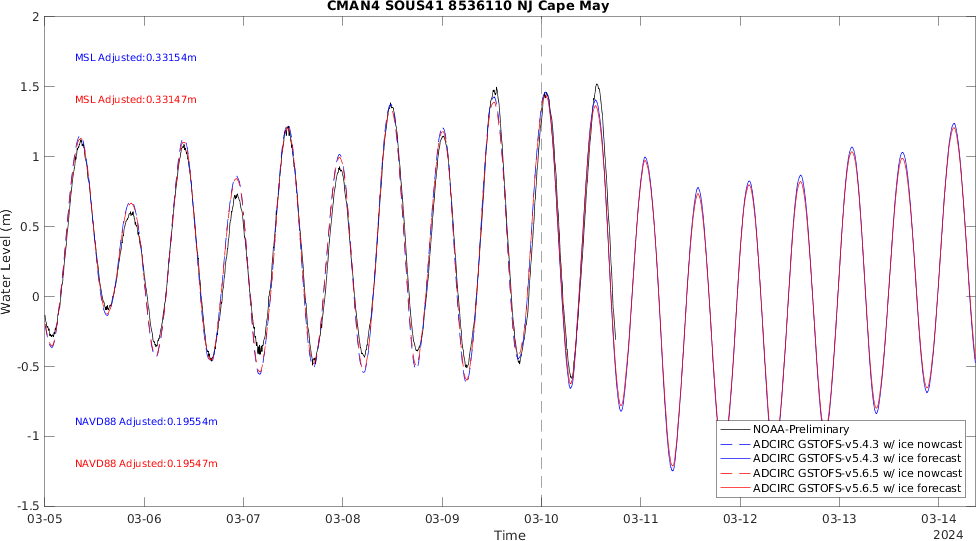 CMAN4 SOUS41 8536110 NJ Cape May
2
1.5
1
0.5
0
-0.5
-1
-1.5
Water Level (m)
MSL Adjusted:0.33154m
MSL Adjusted:0.33147m
NAVD88 Adjusted:0.19554m
NAVD88 Adjusted:0.19547m
NOAA-Preliminary
ADCIRC GSTOFS-v5.4.3 w/ ice nowcast
ADCIRC GSTOFS-v5.4.3 w/ ice forecast
ADCIRC GSTOFS-v5.6.5 w/ ice nowcast
ADCIRC GSTOFS-v5.6.5 w/ ice forecast
03-05 03-06 03-07 03-08 03-09 03-10 03-11 03-12 03-13 03-14
Time
2024